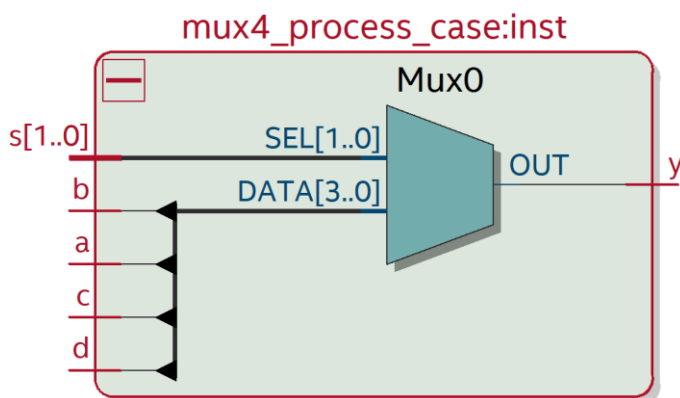 mux4_process_case:inst
Mux0
s[1..0]
SEL[1..0]
b
DATA[3..0]
OUT
y
a
c
d